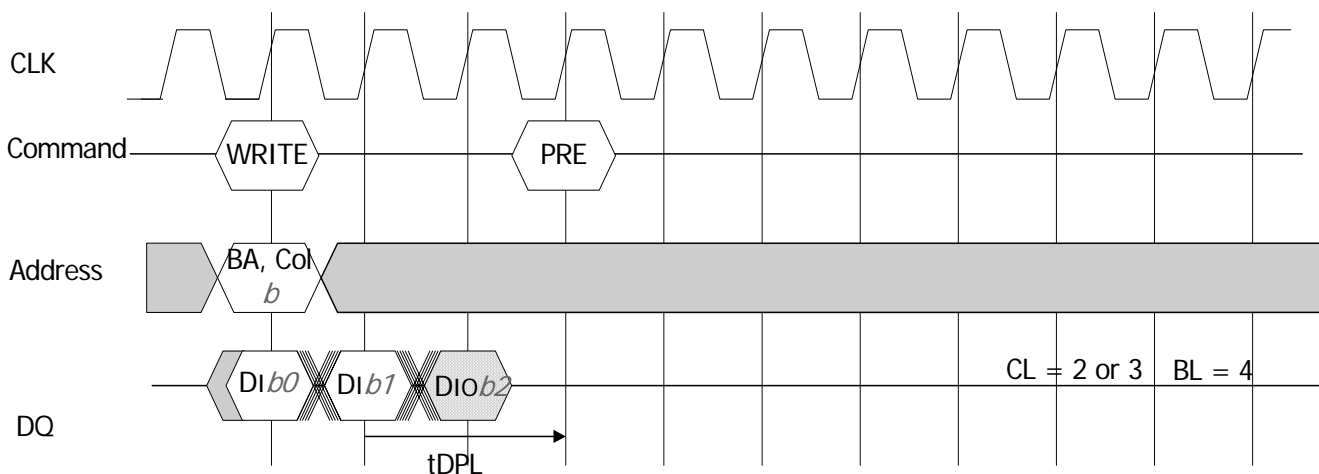 CLK
Command WRITE PRE
Address BA, Col
b
DIb0 DIb1 DIOb2 CL = 2 or 3 BL = 4
DQ
tDPL